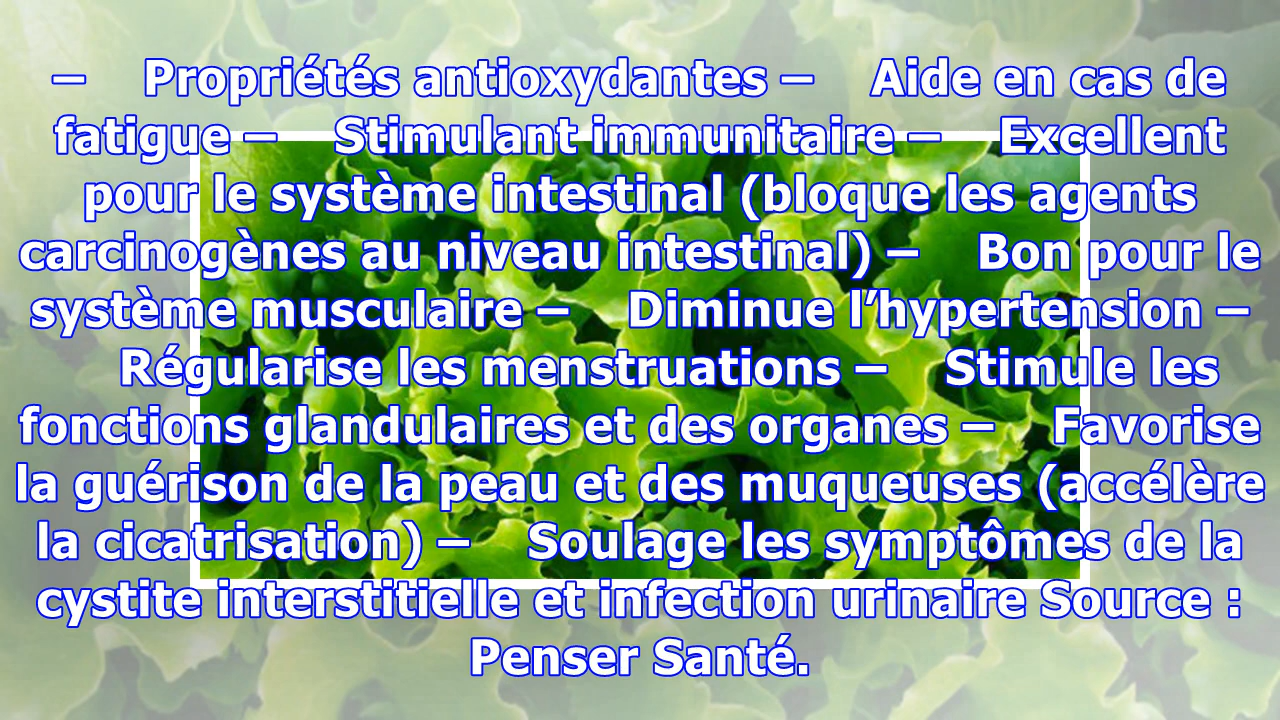 – Propriétés antioxydantes – Aide en cas de
fatigue – Stimulant immunitaire – Excellent
pour le système intestinal (bloque les agents
carcinogènes au niveau intestinal) – Bon pour le
système musculaire – Diminue l’hypertension –
Régularise les menstruations – Stimule les
fonctions glandulaires et des organes – Favorise
la guérison de la peau et des muqueuses (accélère
la cicatrisation) – Soulage les symptômes de la
cystite interstitielle et infection urinaire Source :
Penser Santé.